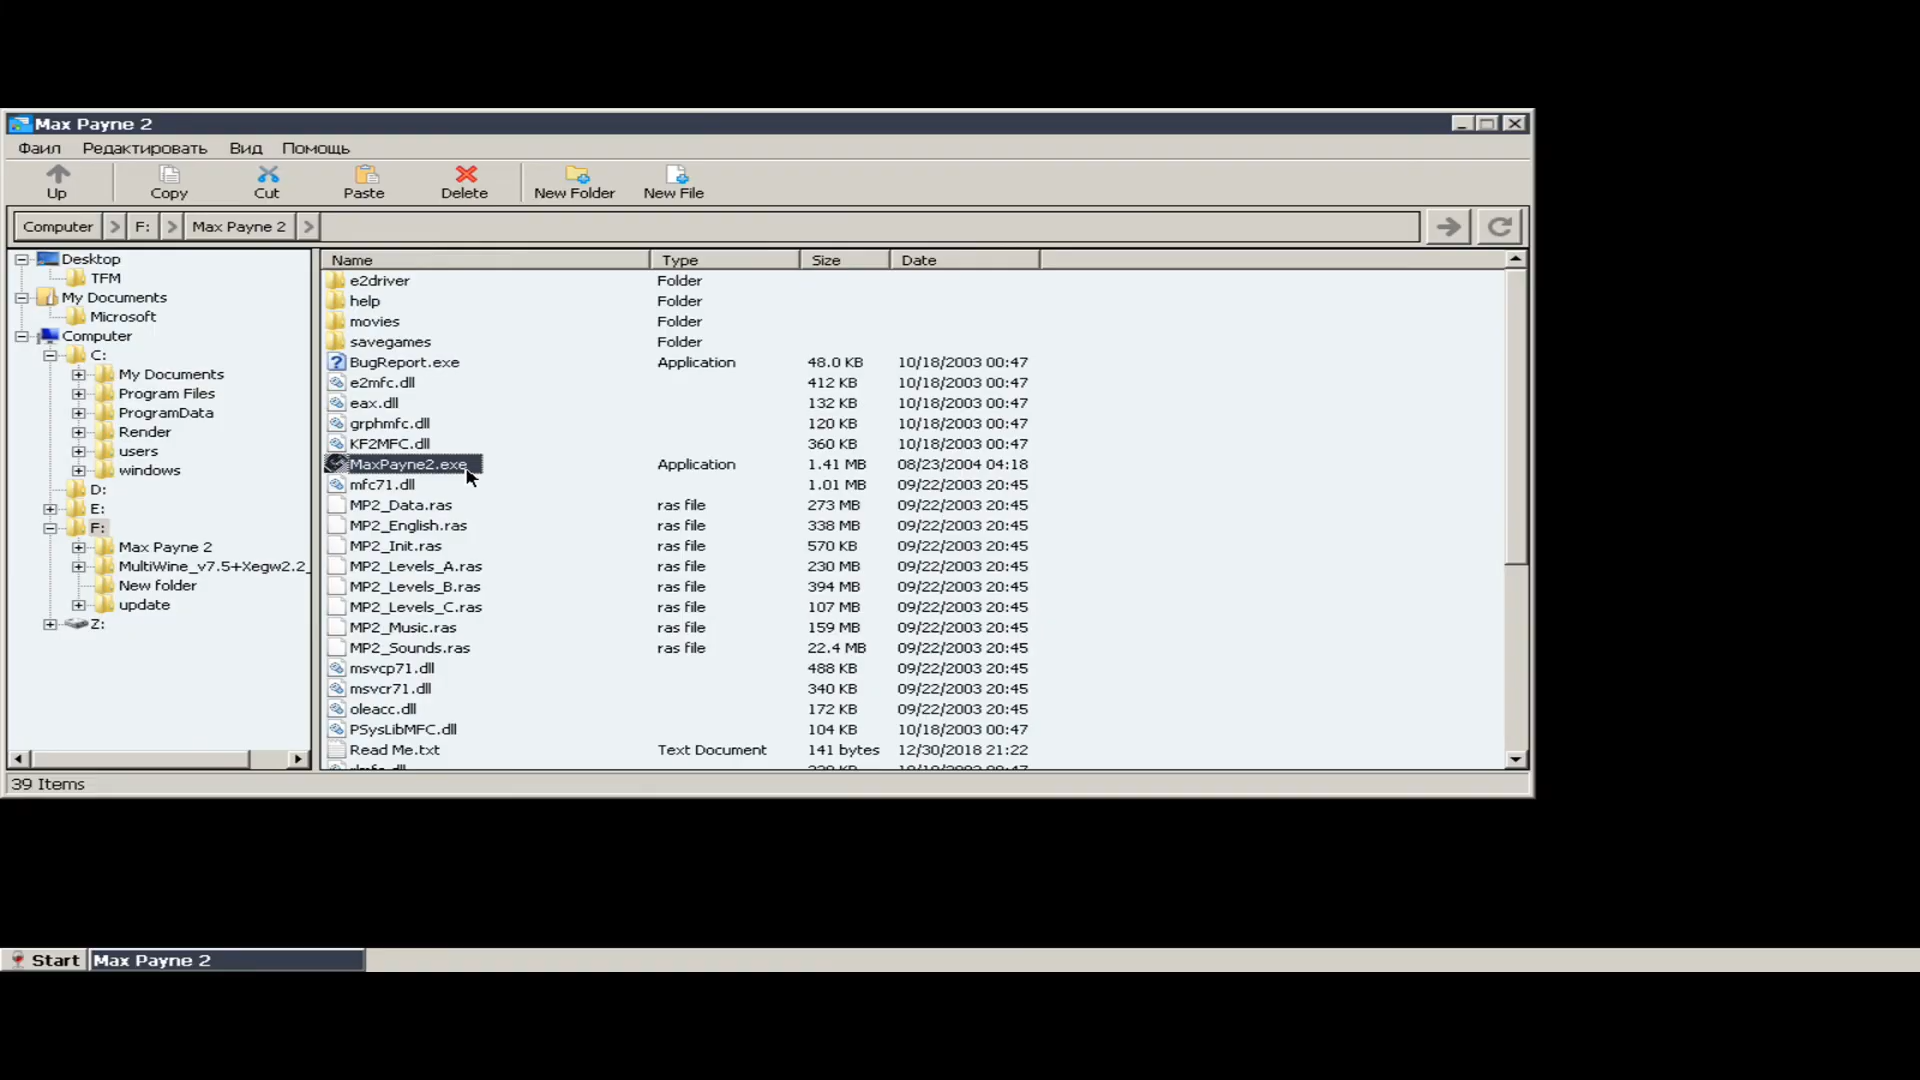 Max Payne 2
Фаил Редактировать Вид Помощь
Up Copy Cut Paste Delete New Folder New File
Computer F: Max Payne 2
Desktop
TFM
My Documents
Microsoft
Computer
C:
My Documents
Program Files
ProgramData
Render
users
windows
D:
E:
F:
Max Payne 2
MultiWine_v7.5+Xegw2.2_
New folder
update
Z:
Name Type Size Date
e2driver Folder
help Folder
movies Folder
savegames Folder
BugReport.exe Application 48.0 KB 10/18/2003 00:47
e2mfc.dll 412 KB 10/18/2003 00:47
eax.dll 132 KB 10/18/2003 00:47
grphmfc.dll 120 KB 10/18/2003 00:47
KF2MFC.dll 360 KB 10/18/2003 00:47
MaxPayne2.exe Application 1.41 MB 08/23/2004 04:18
mfc71.dll 1.01 MB 09/22/2003 20:45
MP2_Data.ras ras file 273 MB 09/22/2003 20:45
MP2_English.ras ras file 338 MB 09/22/2003 20:45
MP2_Init.ras ras file 570 KB 09/22/2003 20:45
MP2_Levels_A.ras ras file 230 MB 09/22/2003 20:45
MP2_Levels_B.ras ras file 394 MB 09/22/2003 20:45
MP2_Levels_C.ras ras file 107 MB 09/22/2003 20:45
MP2_Music.ras ras file 159 MB 09/22/2003 20:45
MP2_Sounds.ras ras file 22.4 MB 09/22/2003 20:45
msvcp71.dll 488 KB 09/22/2003 20:45
msvcr71.dll 340 KB 09/22/2003 20:45
oleacc.dll 172 KB 09/22/2003 20:45
PSysLibMFC.dll 104 KB 10/18/2003 00:47
Read Me.txt Text Document 141 bytes 12/30/2018 21:22
39 Items
Start Max Payne 2